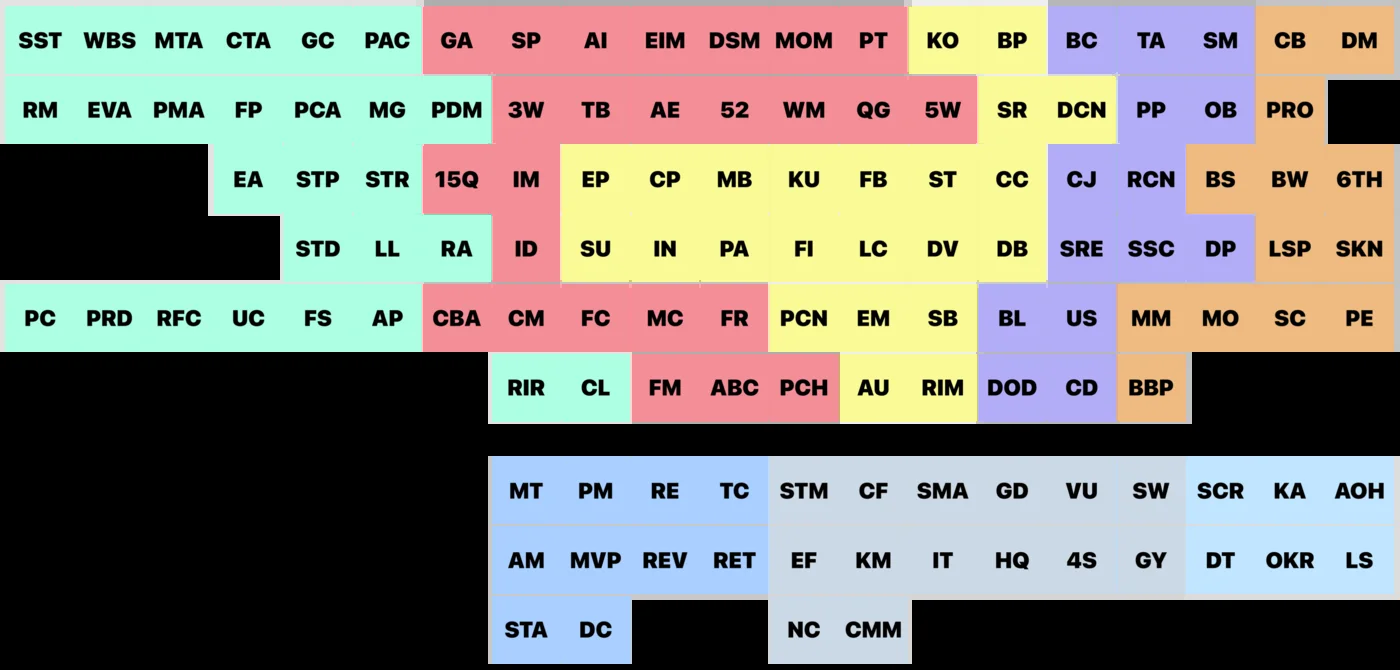 SST WBS MTA CTA GC PAC GA SP AI EIM DSM MOM PT KO BP BC TA SM CB DM
RM EVA PMA FP PCA MG PDM 3W TB AE 52 WM QG 5W SR DCN PP OB PRO
EA STP STR 15Q IM EP CP MB KU FB ST CC CJ RCN BS BW 6TH
STD LL RA ID SU IN PA FI LC DV DB SRE SSC DP LSP SKN
PC PRD RFC UC FS AP CBA CM FC MC FR PCN EM SB BL US MM MO SC PE
RIR CL FM ABC PCH AU RIM DOD CD BBP
MT PM RE TC STM CF SMA GD VU SW SCR KA AOH
AM MVP REV RET EF KM IT HQ 4S GY DT OKR LS
STA DC NC CMM